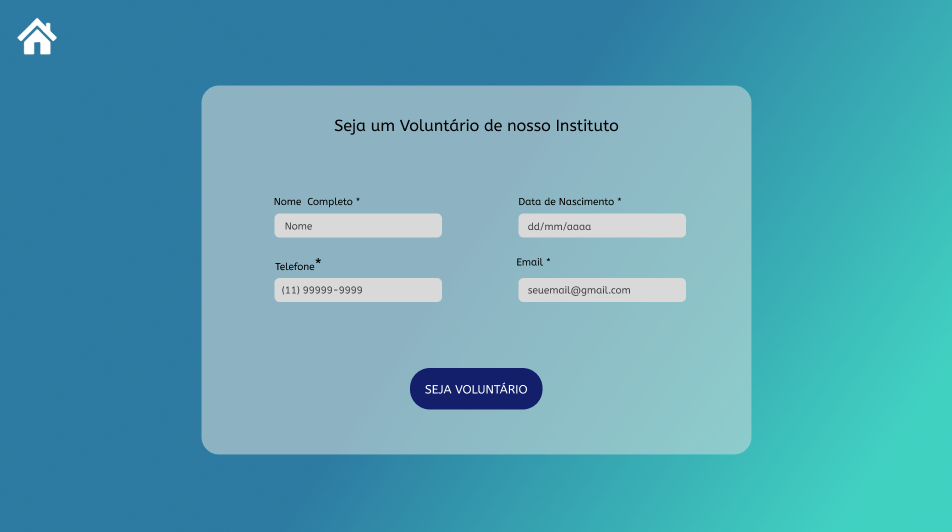 Seja um Voluntário de nosso Instituto
Nome Completo *
Data de Nascimento *
Nome
dd/mm/aaaa
Telefone*
Email *
(11) 99999-9999
seuemail@gmail.com
SEJA VOLUNTÁRIO